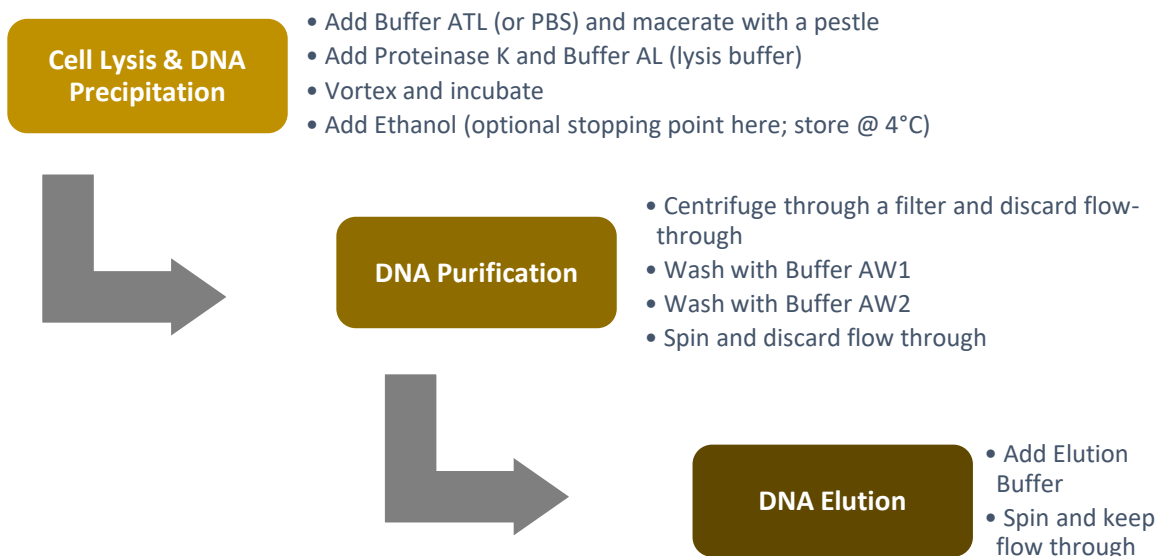 Cell Lysis & DNA
Precipitation
• Add Buffer ATL (or PBS) and macerate with a pestle
• Add Proteinase K and Buffer AL (lysis buffer)
• Vortex and incubate
• Add Ethanol (optional stopping point here; store @ 4°C)
DNA Purification
• Centrifuge through a filter and discard flow-
through
• Wash with Buffer AW1
• Wash with Buffer AW2
• Spin and discard flow through
DNA Elution
• Add Elution
Buffer
• Spin and keep
flow through